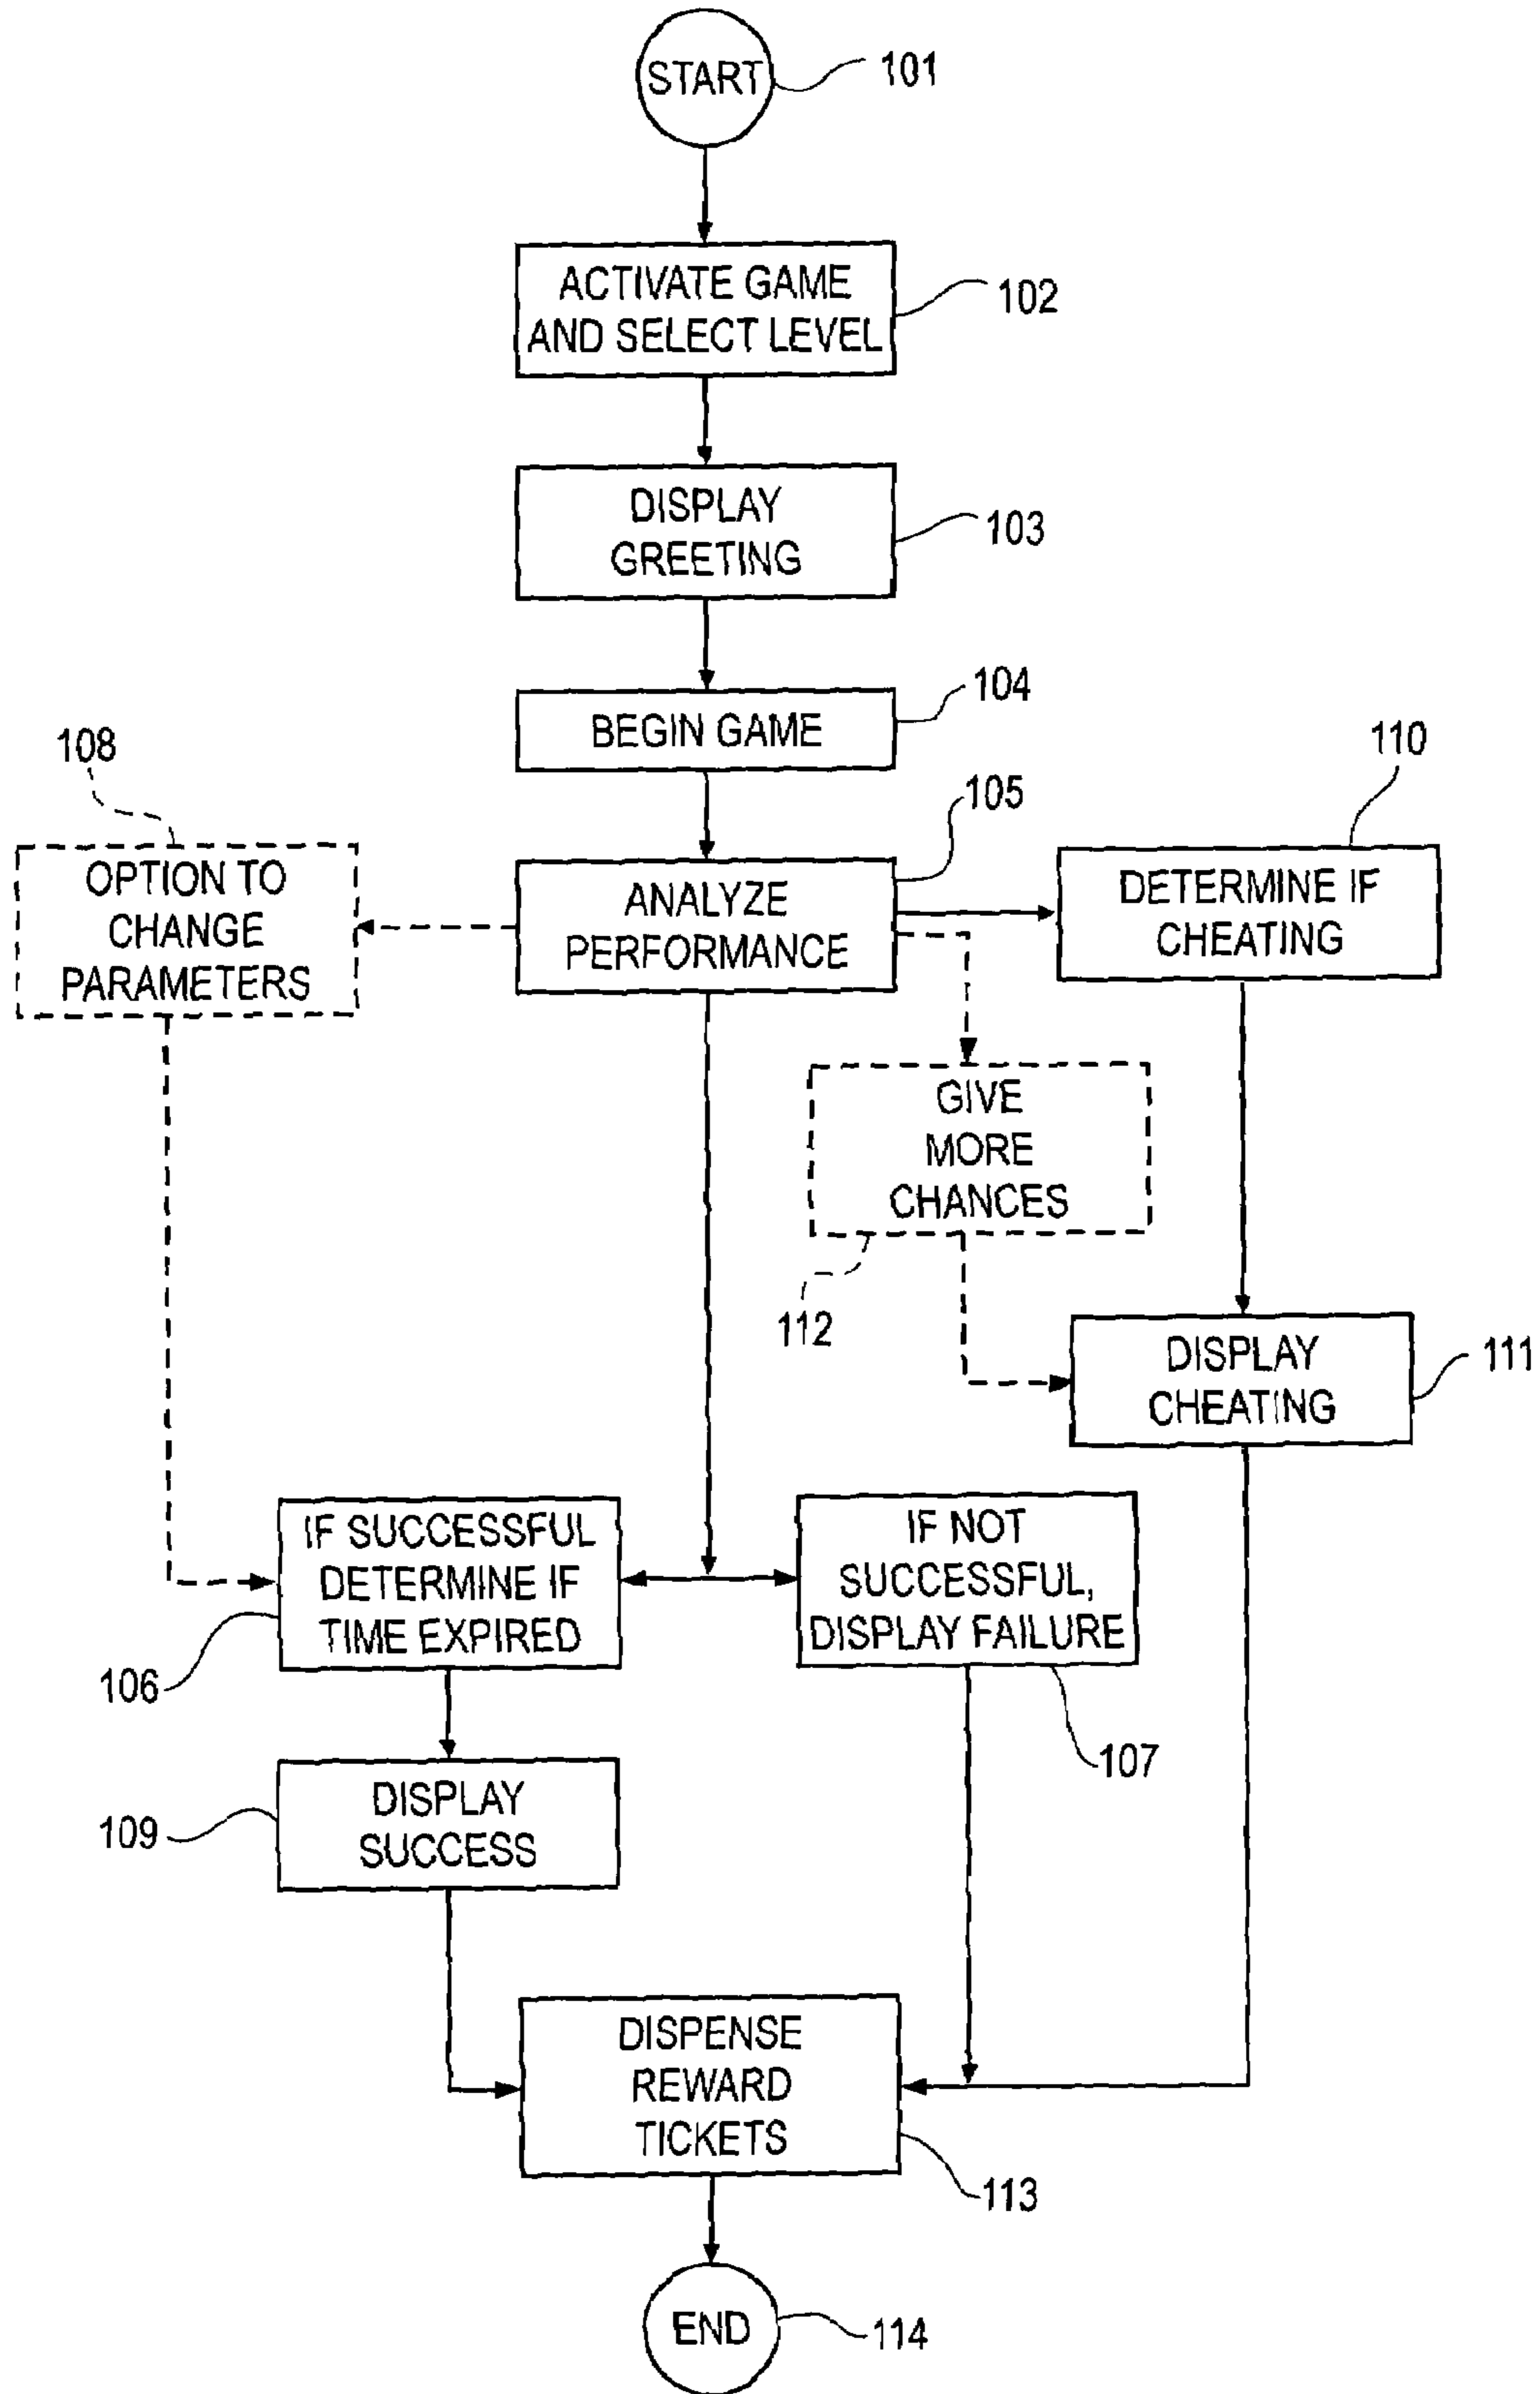 START
101
ACTIVATE GAME
AND SELECT LEVEL
102
DISPLAY
GREETING
103
BEGIN GAME
104
108
OPTION TO
CHANGE
PARAMETERS
105
ANALYZE
PERFORMANCE
110
DETERMINE IF
CHEATING
GIVE
MORE
CHANCES
112
DISPLAY
CHEATING
111
IF SUCCESSFUL
DETERMINE IF
TIME EXPIRED
106
IF NOT
SUCCESSFUL,
DISPLAY FAILURE
107
DISPLAY
SUCCESS
109
DISPENSE
REWARD
TICKETS
113
END
114